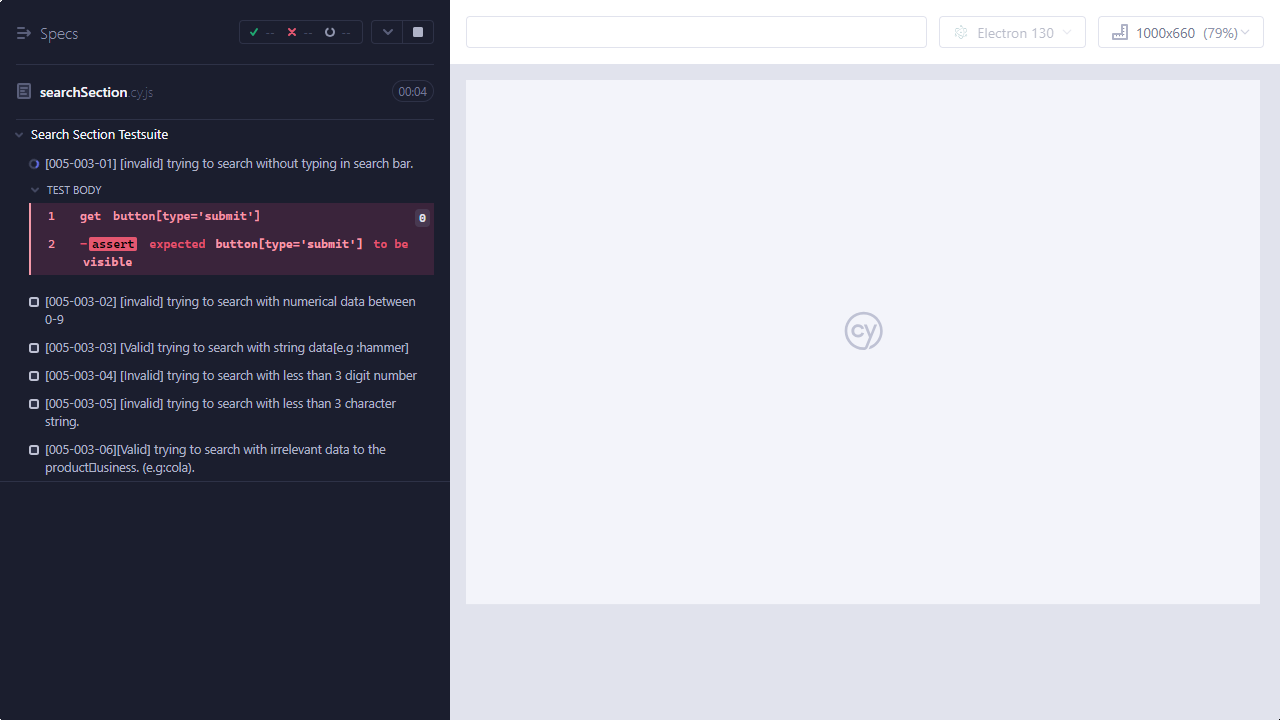 Specs
-- -- --
searchSection.cy.js
00:04
Search Section Testsuite
[005-003-01] [invalid] trying to search without typing in search bar.
TEST BODY
1 get button[type='submit'] 0
2 -assert expected button[type='submit'] to be
visible
[005-003-02] [invalid] trying to search with numerical data between
0-9
[005-003-03] [Valid] trying to search with string data[e.g :hammer]
[005-003-04] [Invalid] trying to search with less than 3 digit number
[005-003-05] [invalid] trying to search with less than 3 character
string.
[005-003-06][Valid] trying to search with irrelevant data to the
product▯usiness. (e.g:cola).
Electron 130
1000x660 (79%)
cy